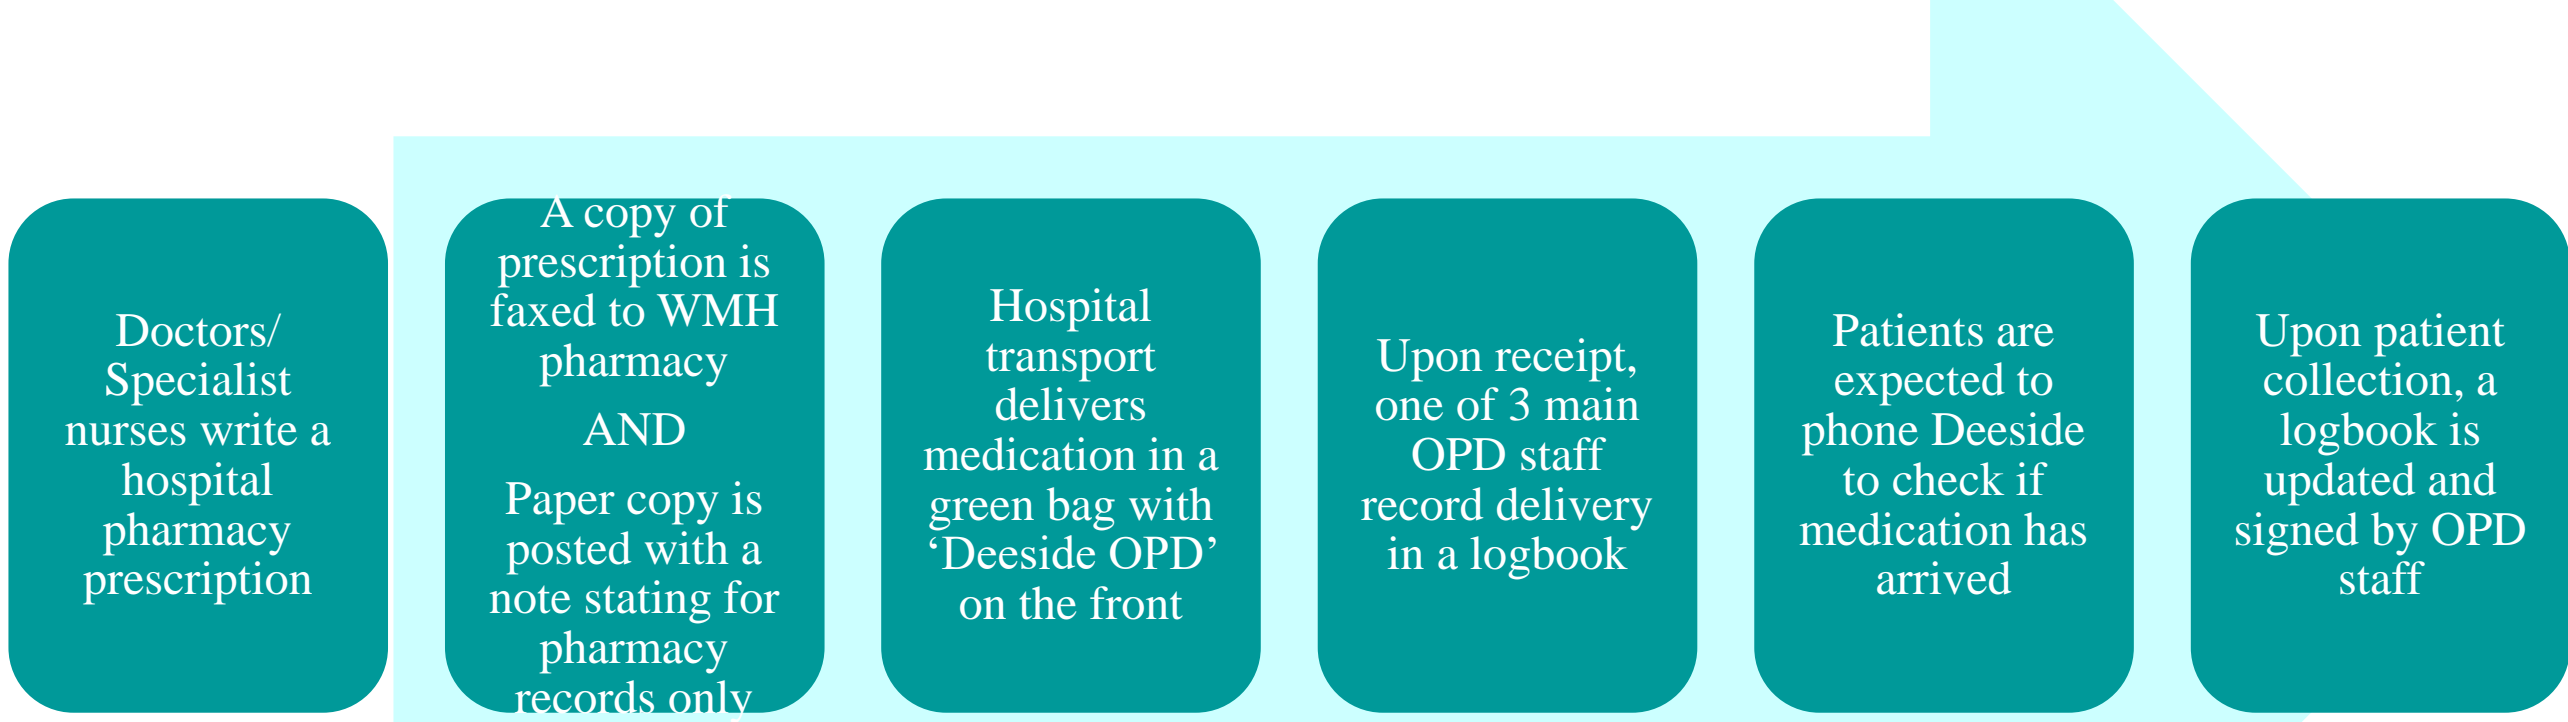 Doctors/
Specialist
nurses write a
hospital
pharmacy
prescription
A copy of
prescription is
faxed to WMH
pharmacy
AND
Paper copy is
posted with a
note stating for
pharmacy
records only
Hospital
transport
delivers
medication in a
green bag with
‘Deeside OPD’
on the front
Upon receipt,
one of 3 main
OPD staff
record delivery
in a logbook
Patients are
expected to
phone Deeside
to check if
medication has
arrived
Upon patient
collection, a
logbook is
updated and
signed by OPD
staff